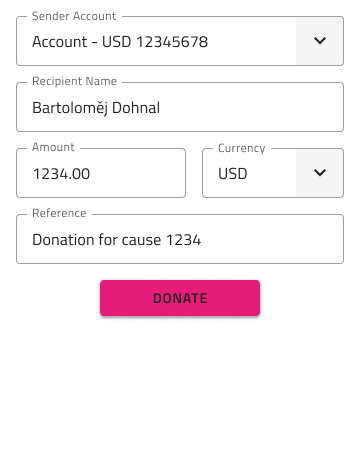 Sender Account
Account - USD 12345678
Recipient Name
Bartoloměj Dohnal
Amount
1234.00
Currency
USD
Reference
Donation for cause 1234
DONATE